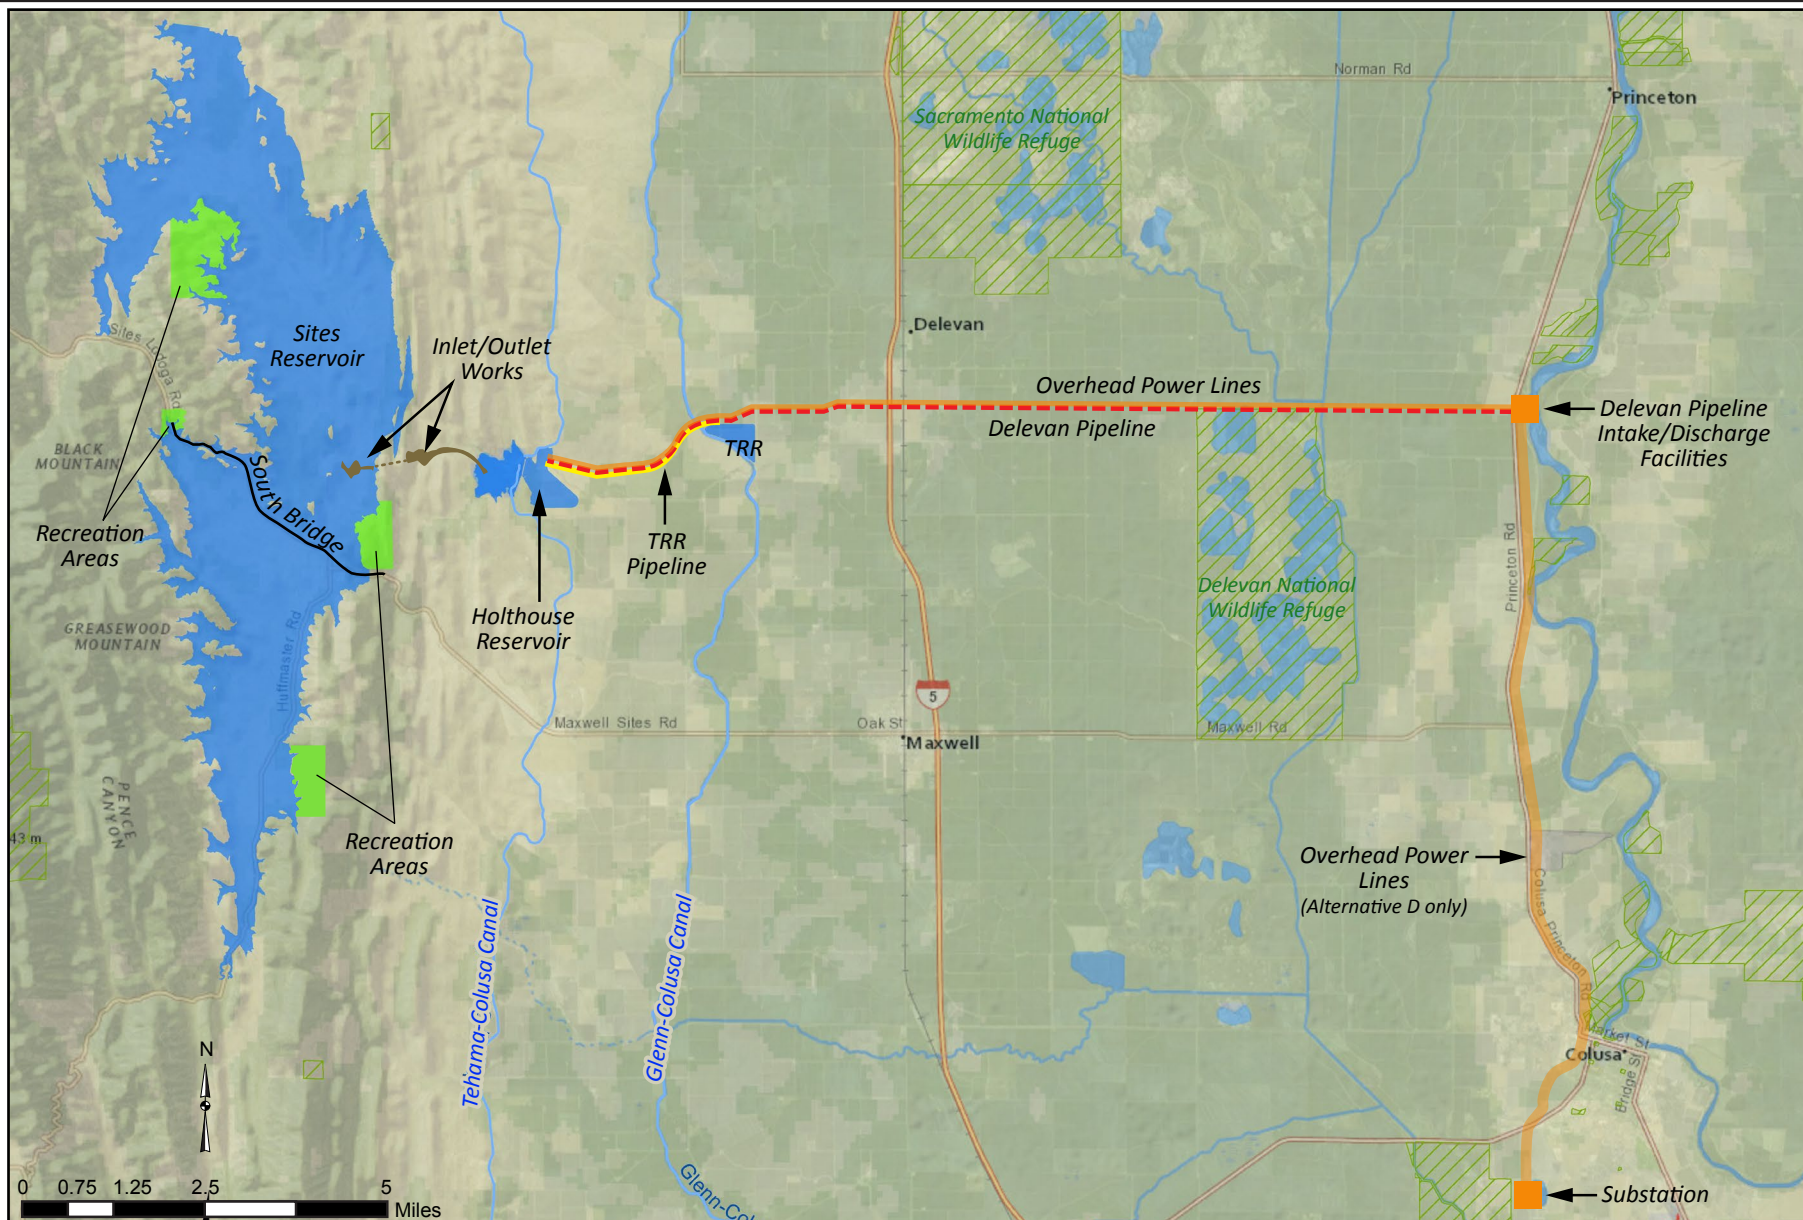 Norman Rd
Princeton
Sacramento National
Wildlife Refuge
Delevan
Sites
Reservoir
Inlet/Outlet
Works
Sites Lodoga Rd
Overhead Power Lines
Delevan Pipeline
Delevan Pipeline
Intake/Discharge
Facilities
BLACK
MOUNTAIN
South Bridge
TRR
Recreation
Areas
TRR
Pipeline
Princeton Rd
Delevan National
Wildlife Refuge
Holthouse
Reservoir
GREASEWOOD
MOUNTAIN
Huffmaster Rd
5
Maxwell Sites Rd
Oak St
Maxwell
Maxwell Rd
PENCE
CANYON
43 m
Recreation
Areas
Overhead Power
Lines
(Alternative D only)
Colusa Princeton Rd
Tehama-Colusa Canal
Glenn-Colusa Canal
Market St
Colusa
Bridge St
N
Glenn-Col
Substation
0 0.75 1.25 2.5 5
Miles